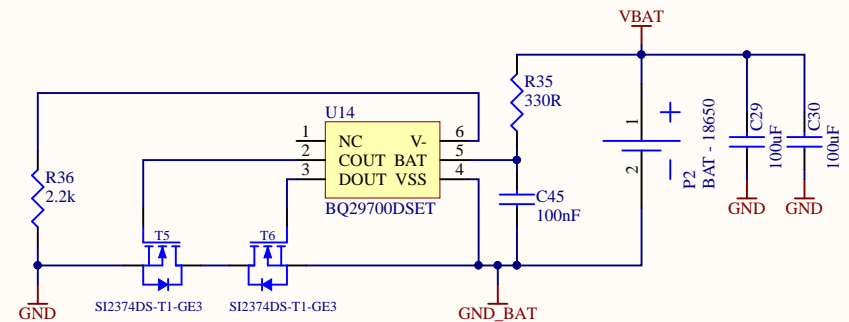 VBAT
U14
R35
330R
C29
100uF
C30
100uF
1
NC
V-
6
2
COUT
BAT
5
3
DOUT
VSS
4
BQ29700DSET
R36
2.2k
1
2
P2
BAT - 18650
C45
100nF
GND
GND
T5
T6
SI2374DS-T1-GE3
SI2374DS-T1-GE3
GND
GND_BAT